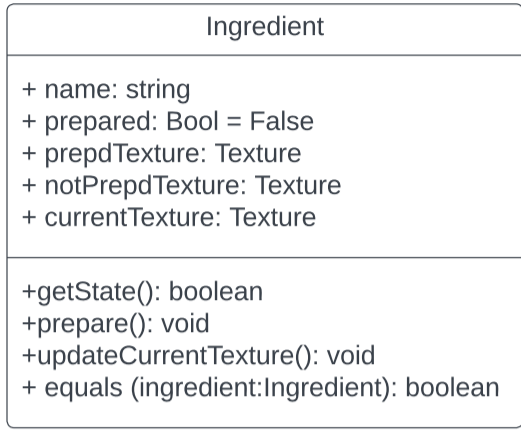 Ingredient
+ name: string
+ prepared: Bool = False
+ prepdTexture: Texture
+ notPrepdTexture: Texture
+ currentTexture: Texture
+getState(): boolean
+prepare(): void
+updateCurrentTexture(): void
+ equals (ingredient:Ingredient): boolean